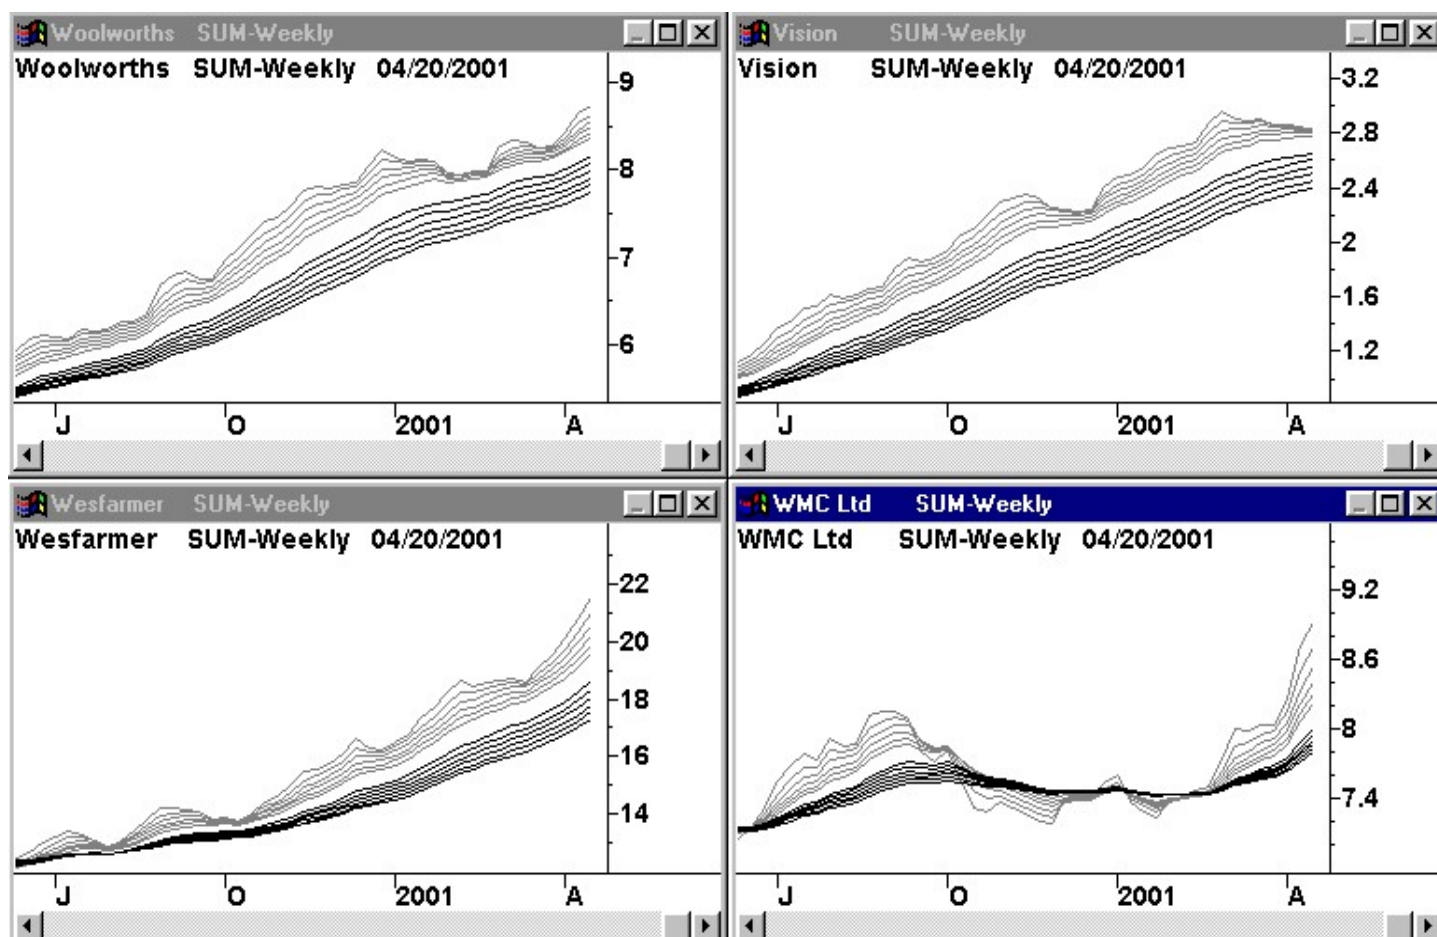 Woolworths SUM-Weekly
Woolworths SUM-Weekly 04/20/2001
9
8
7
6
J O 2001 A
Vision SUM-Weekly
Vision SUM-Weekly 04/20/2001
3.2
2.8
2.4
2
1.6
1.2
J O 2001 A
Wesfarmer SUM-Weekly
Wesfarmer SUM-Weekly 04/20/2001
22
20
18
16
14
J O 2001 A
WMC Ltd SUM-Weekly
WMC Ltd SUM-Weekly 04/20/2001
9.2
8.6
8
7.4
J O 2001 A